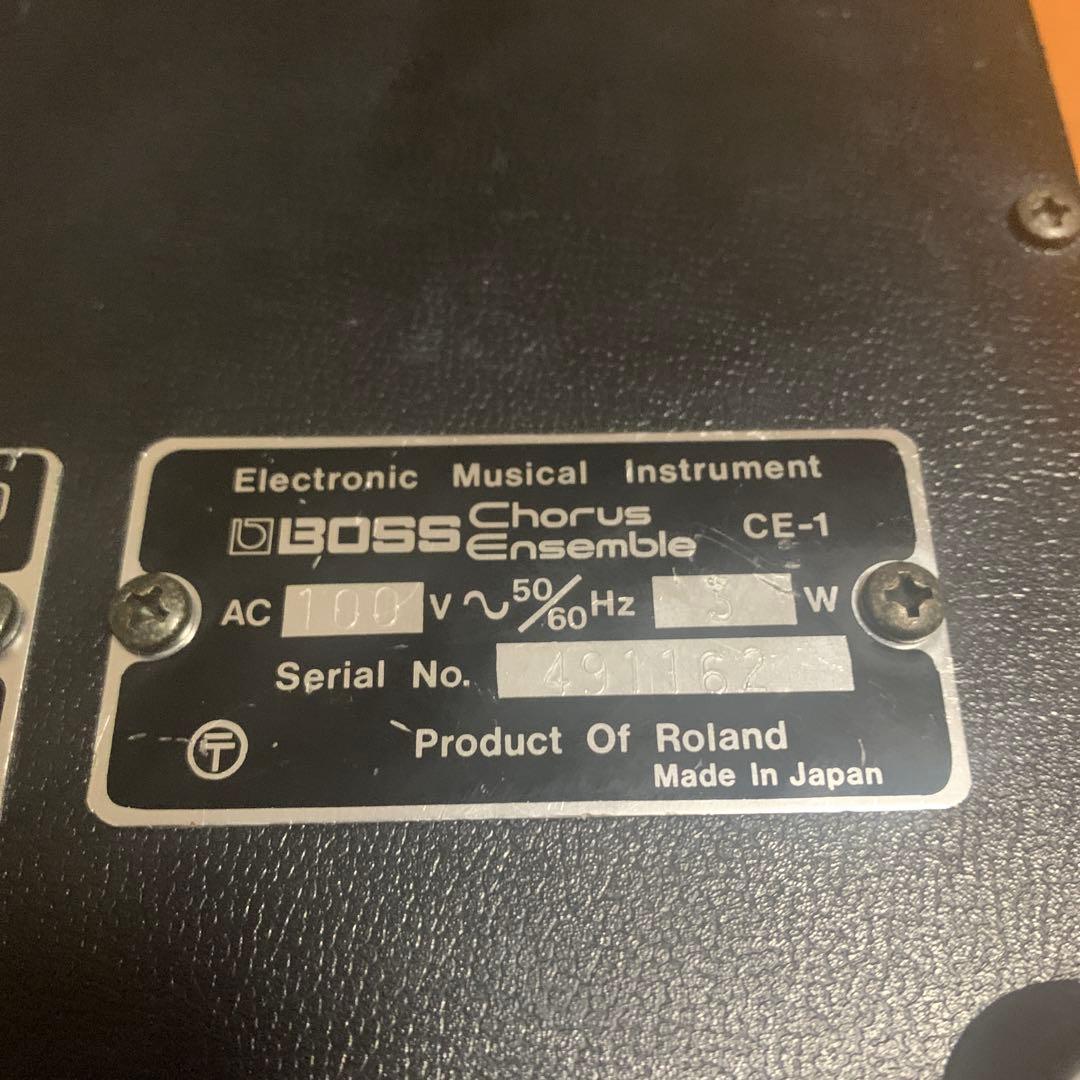 Electronic Musical Instrument
BOSS Chorus Ensemble CE-1
AC 100 V ~ 50/60 Hz 3 W
Serial No. 491162
Product Of Roland
Made In Japan